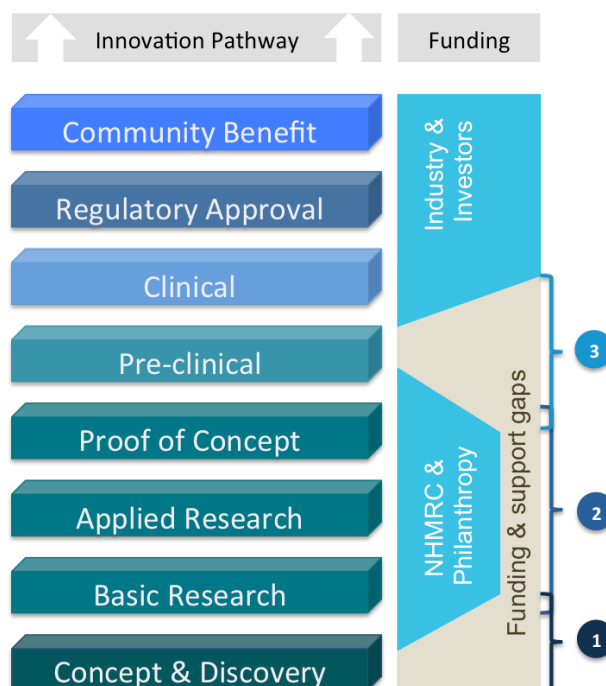 Innovation Pathway
Funding
Community Benefit
Regulatory Approval
Clinical
Pre-clinical
Proof of Concept
Applied Research
Basic Research
Concept & Discovery
Industry &
Investors
NHMRC &
Philanthropy
Funding & support gaps
3
2
1